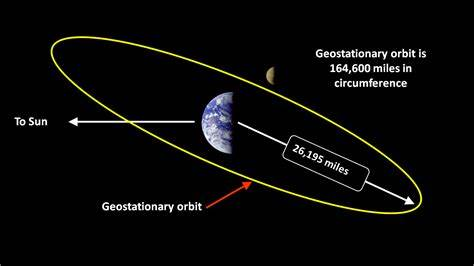 Geostationary orbit is
164,600 miles in
circumference
To Sun
26,195 miles
Geostationary orbit